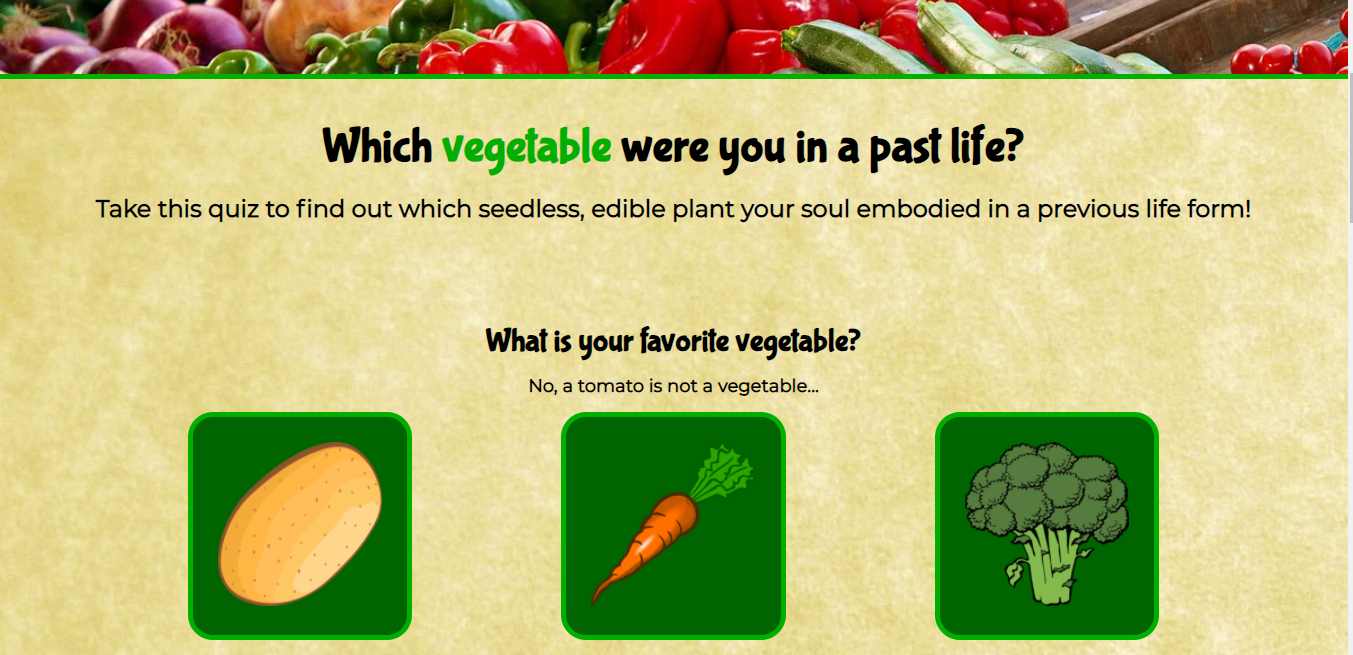 Which vegetable were you in a past life?
Take this quiz to find out which seedless, edible plant your soul embodied in a previous life form!
What is your favorite vegetable?
No, a tomato is not a vegetable...